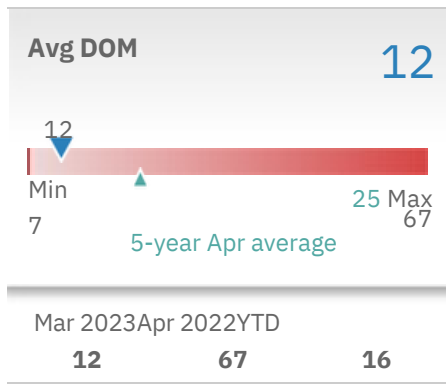 Avg DOM
12
12
Min
25 Max
7
67
5-year Apr average
Mar 2023Apr 2022YTD
12 67 16